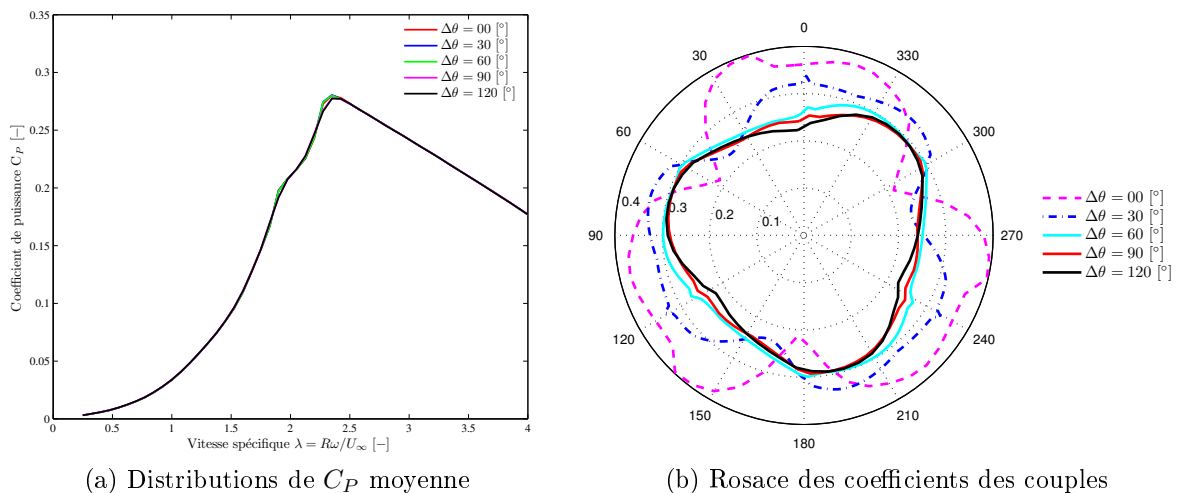 0.35
0.3
0.25
0.2
0.15
0.1
0.05
0
Coefficient de puissance C_P [−]
0 0.5 1 1.5 2 2.5 3 3.5 4
Vitesse spécifique λ = Rω/U∞ [−]
Δθ = 00 [°]
Δθ = 30 [°]
Δθ = 60 [°]
Δθ = 90 [°]
Δθ = 120 [°]
(a) Distributions de C_P moyenne
0
330
300
270
240
210
180
150
120
90
60
30
0.4
0.3
0.2
0.1
Δθ = 00 [°]
Δθ = 30 [°]
Δθ = 60 [°]
Δθ = 90 [°]
Δθ = 120 [°]
(b) Rosace des coefficients des couples